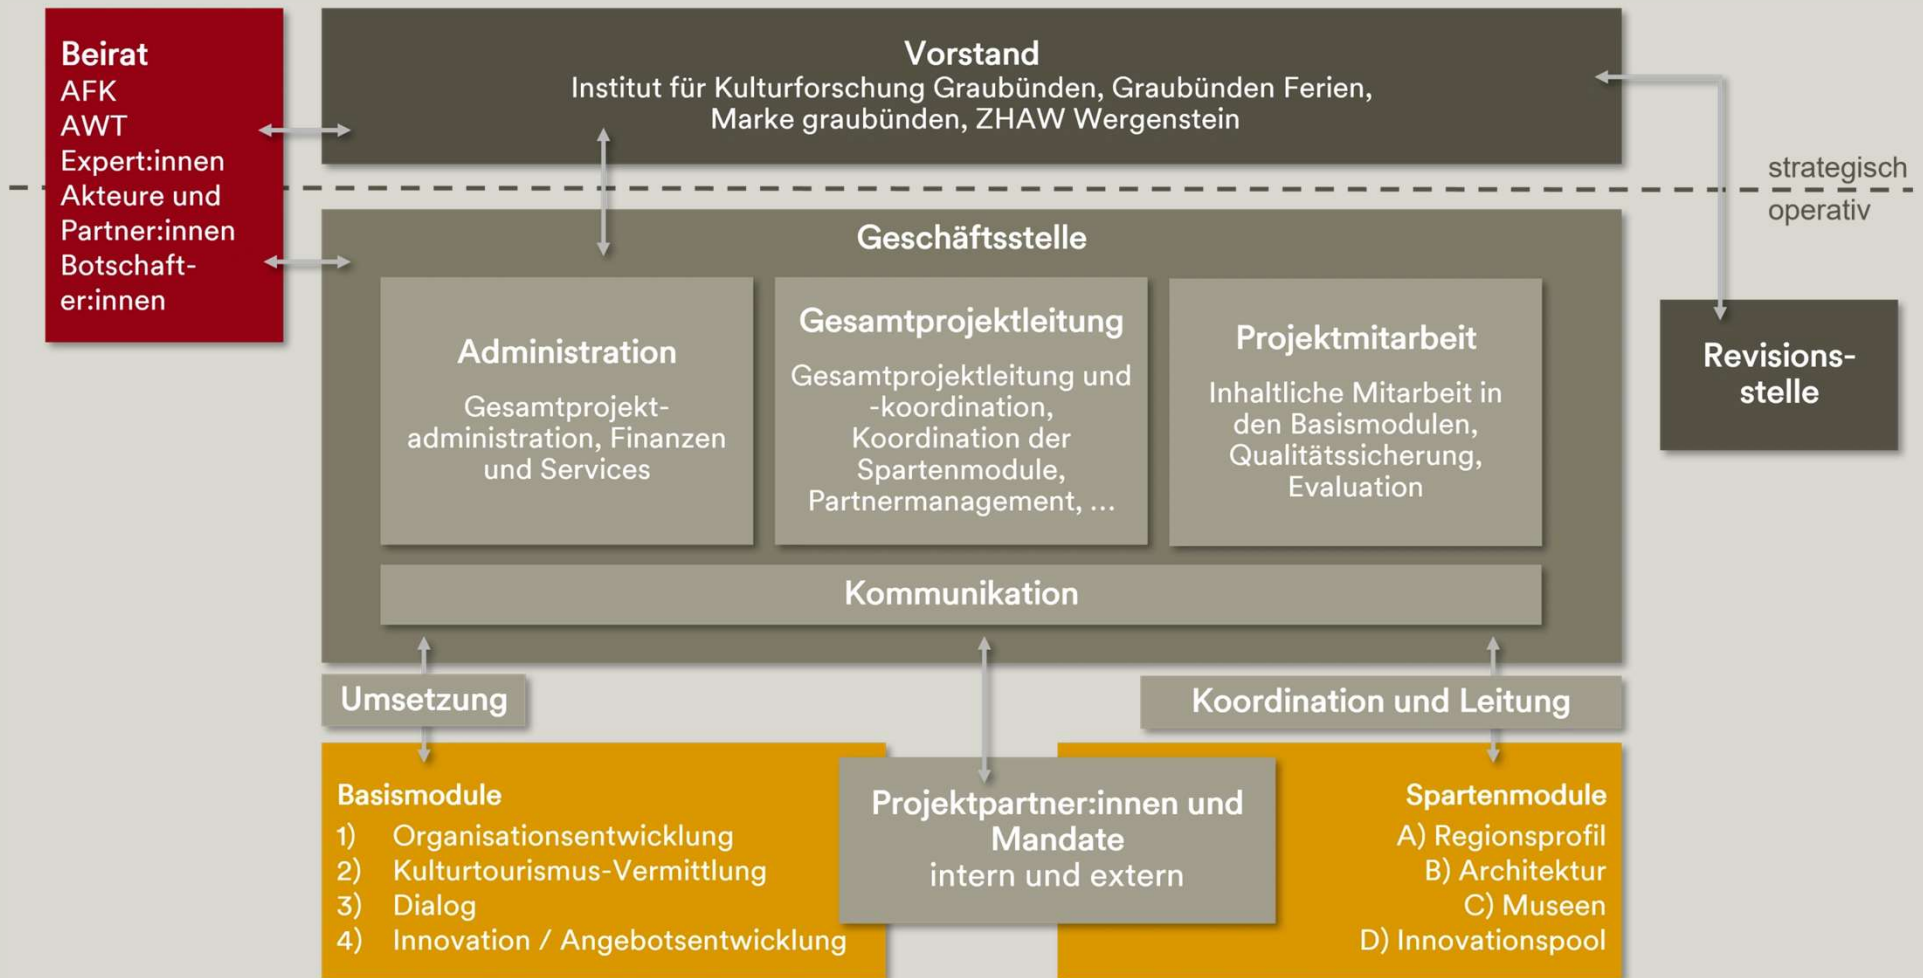 Beirat
AFK
AWT
Expert:innen
Akteure und
Partner:innen
Botschaft-
er:innen
Vorstand
Institut für Kulturforschung Graubünden, Graubünden Ferien,
Marke graubünden, ZHAW Wergenstein
strategisch
operativ
Geschäftsstelle
Administration
Gesamtprojekt-
administration, Finanzen
und Services
Gesamtprojektleitung
Gesamtprojektleitung und
-koordination,
Koordination der
Spartenmodule,
Partnermanagement, ...
Projektmitarbeit
Inhaltliche Mitarbeit in
den Basismodulen,
Qualitätssicherung,
Evaluation
Revisions-
stelle
Kommunikation
Umsetzung
Koordination und Leitung
Basismodule
1) Organisationsentwicklung
2) Kulturtourismus-Vermittlung
3) Dialog
4) Innovation / Angebotsentwicklung
Projektpartner:innen und
Mandate
intern und extern
Spartenmodule
A) Regionsprofil
B) Architektur
C) Museen
D) Innovationspool